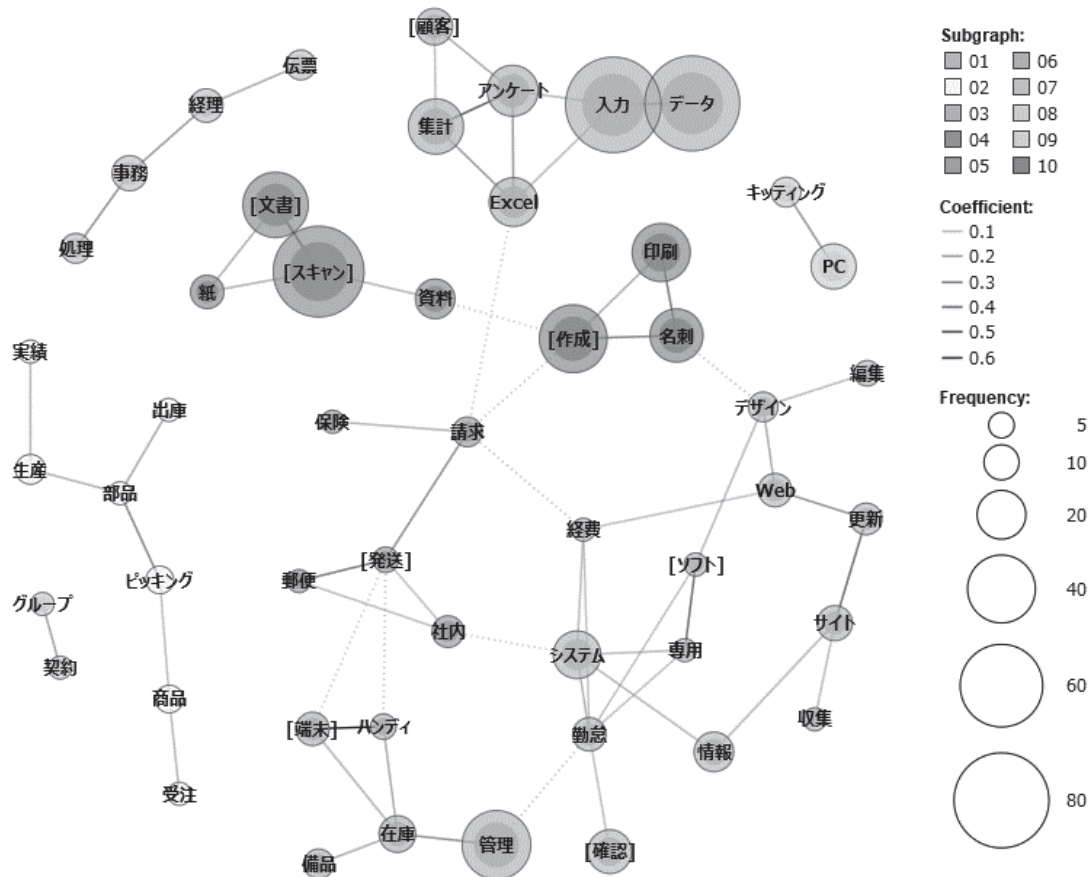 [顧客]
伝票
アンケート
入力
データ
経理
集計
事務
[文書]
Excel
キッティング
処理
印刷
PC
[スキャン]
紙
資料
[作成]
名刺
実績
編集
出庫
デザイン
保険
請求
生産
部品
Web
経費
更新
[発送]
[ソフト]
郵便
ピッキング
グループ
社内
サイト
契約
システム
専用
商品
[端末]
ハンディ
勤怠
収集
情報
受注
在庫
管理
[確認]
備品
Subgraph:
01 06
02 07
03 08
04 09
05 10
Coefficient:
0.1
0.2
0.3
0.4
0.5
0.6
Frequency:
5
10
20
40
60
80